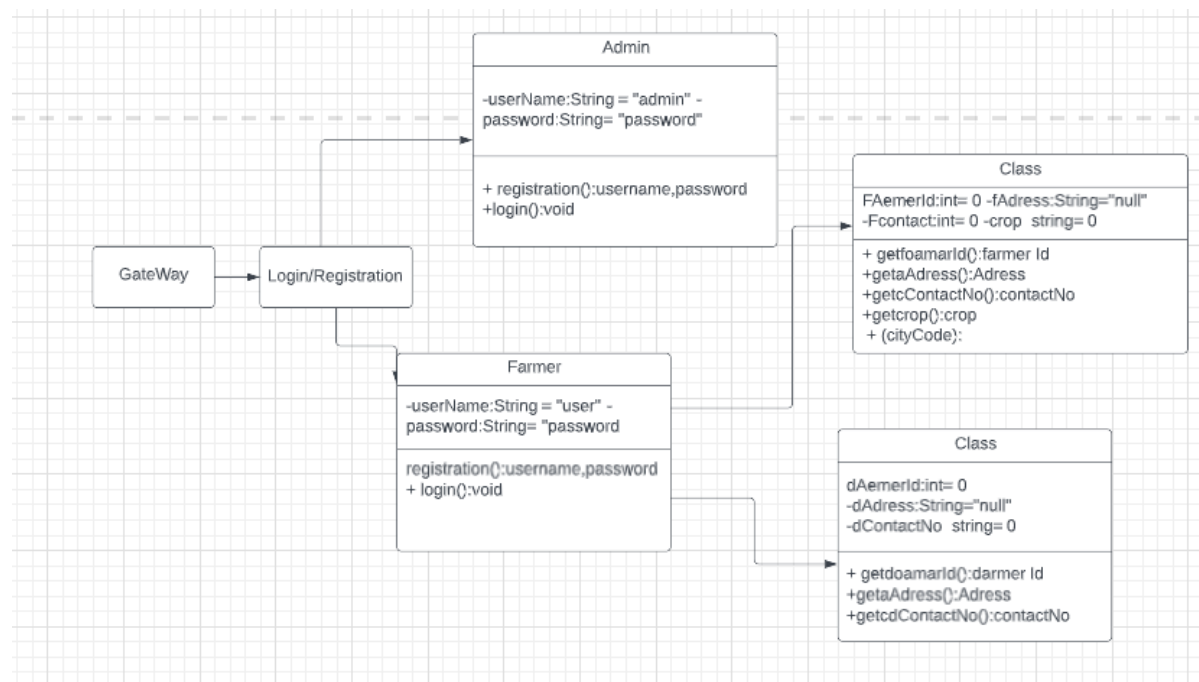 Admin
-userName:String = "admin" -
password:String= "password"
+ registration():username,password
+login():void
Class
FAemerId:int= 0 -fAdress:String="null"
-Fcontact:int= 0 -crop string= 0
+ getfoamarId():farmer Id
+getaAdress():Adress
+getcContactNo():contactNo
+getcrop():crop
+ (cityCode):
GateWay
Login/Registration
Farmer
-userName:String = "user" -
password:String= "password
registration():username,password
+ login():void
Class
dAemerId:int= 0
-dAdress:String="null"
-dContactNo string= 0
+ getdoamarId():darmer Id
+getaAdress():Adress
+getcdContactNo():contactNo